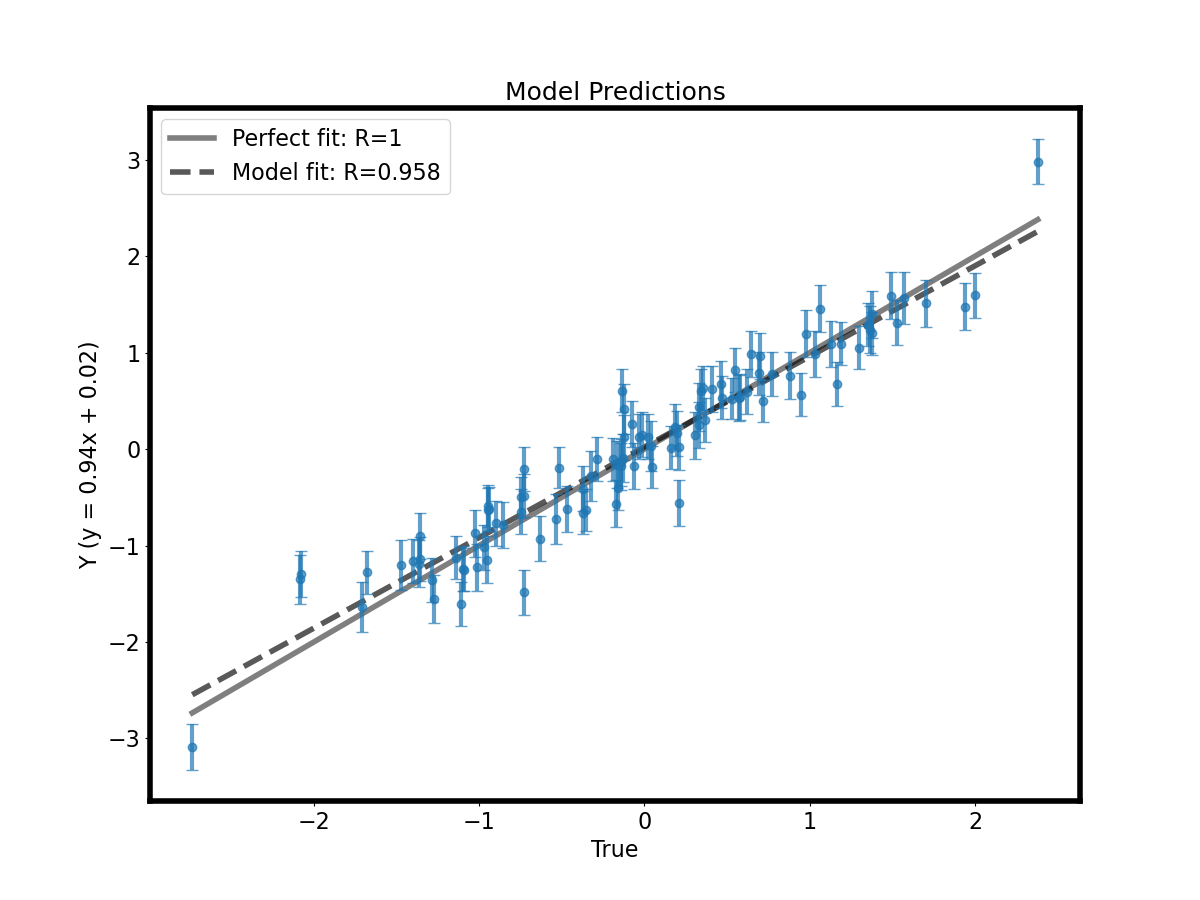 Model Predictions
Perfect fit: R=1
Model fit: R=0.958
Y (y = 0.94x + 0.02)
3
2
1
0
−1
−2
−3
−2
−1
0
1
2
True